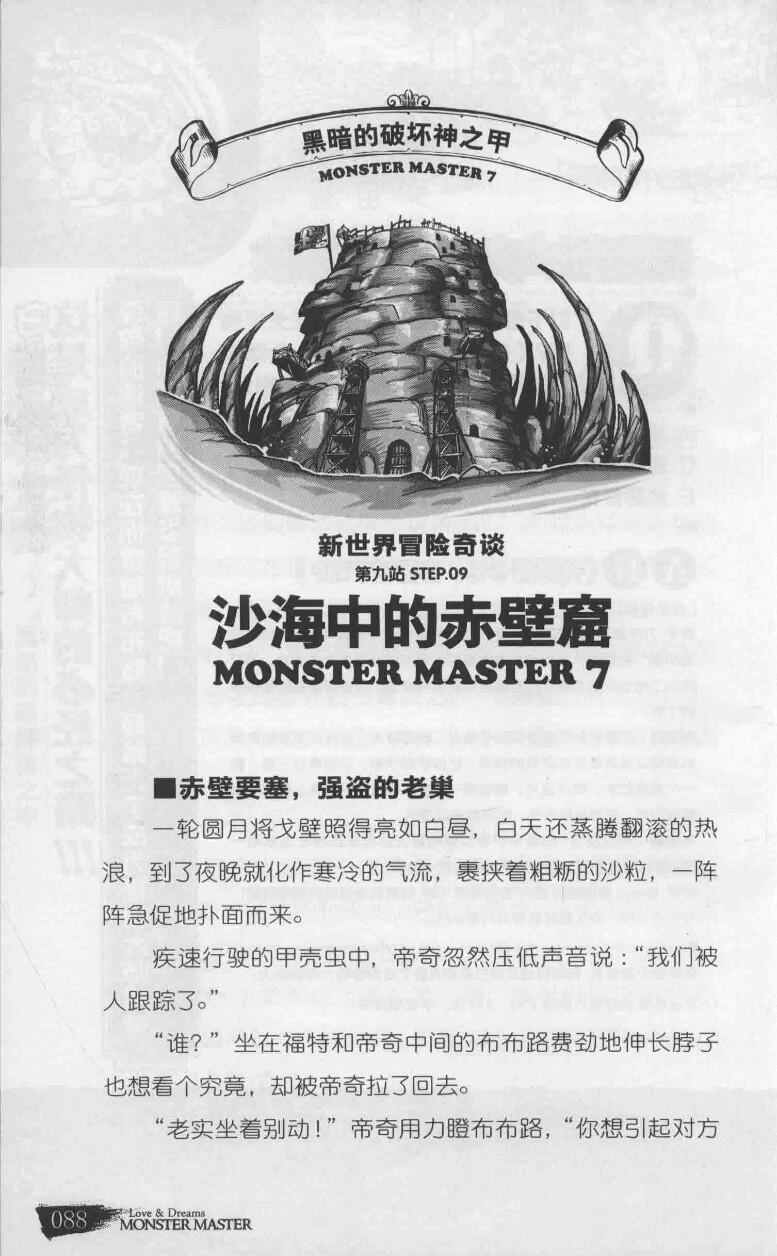 黑暗的破坏神之甲
MONSTER MASTER 7
新世界冒险奇谈
第九站 STEP.09
沙海中的赤壁窟
MONSTER MASTER 7
■赤壁要塞，强盗的老巢
一轮圆月将戈壁照得亮如白昼，白天还蒸腾翻滚的热
浪，到了夜晚就化作寒冷的气流，裹挟着粗粝的沙粒，一阵
阵急促地扑面而来。
疾速行驶的甲壳虫中，帝奇忽然压低声音说：“我们被
人跟踪了。”
“谁？” 坐在福特和帝奇中间的布布路费劲地伸长脖子
也想看个究竟，却被帝奇拉了回去。
“老实坐着别动！” 帝奇用力瞪布布路，“你想引起对方
088
Love & Dreams
MONSTER MASTER